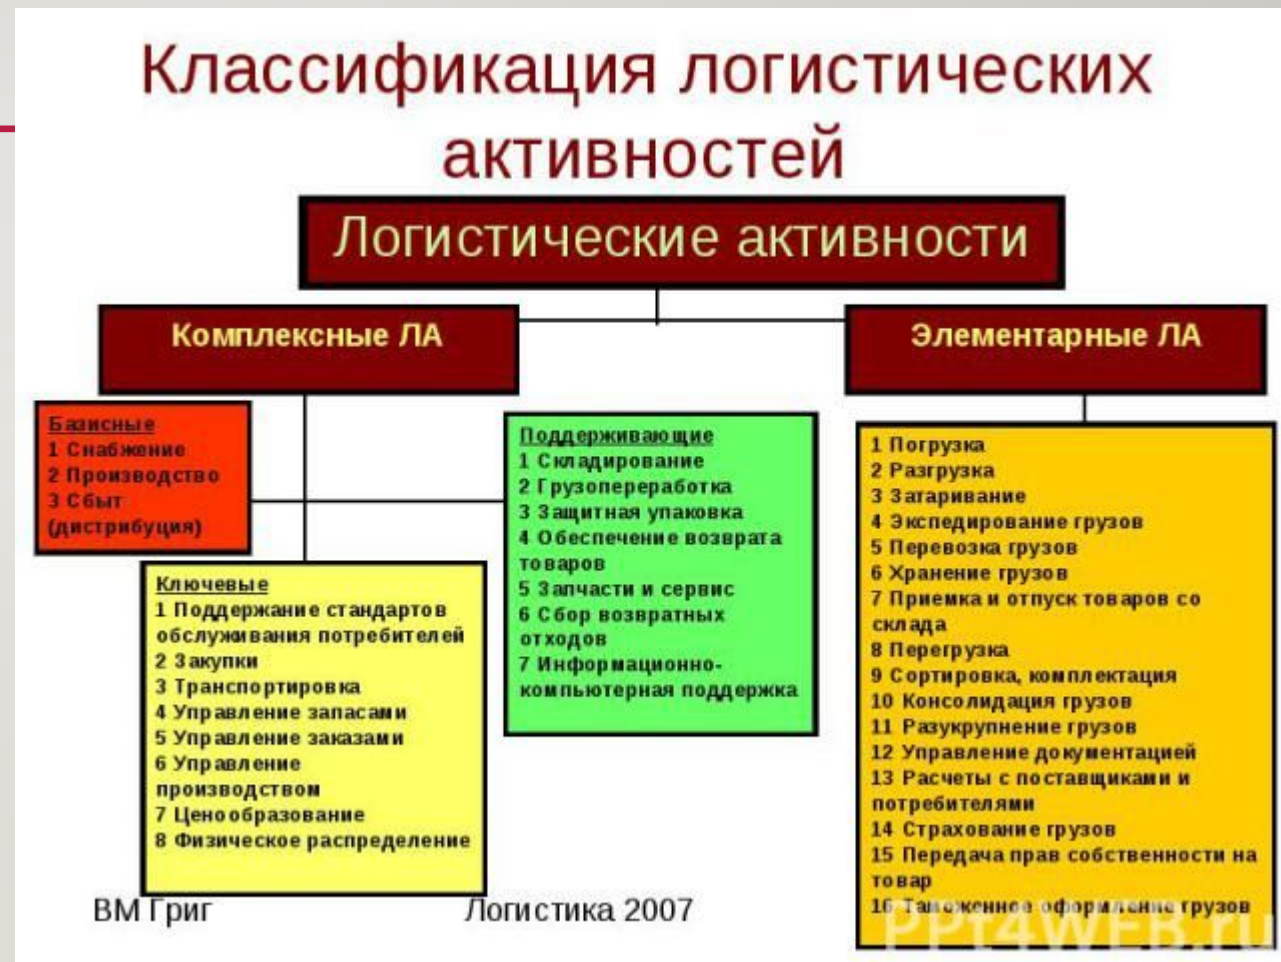 Классификация логистических
активностей
Логистические активности
Комплексные ЛА
Элементарные ЛА
Базисные
1 Снабжение
2 Производство
3 Сбыт
(дистрибуция)
Ключевые
1 Поддержание стандартов
обслуживания потребителей
2 Закупки
3 Транспортировка
4 Управление запасами
5 Управление заказами
6 Управление
производством
7 Ценообразование
8 Физическое распределение
Поддерживающие
1 Складирование
2 Грузопереработка
3 Защитная упаковка
4 Обеспечение возврата
товаров
5 Запчасти и сервис
6 Сбор возвратных
отходов
7 Информационно-
компьютерная поддержка
1 Погрузка
2 Разгрузка
3 Затаривание
4 Экспедирование грузов
5 Перевозка грузов
6 Хранение грузов
7 Приемка и отпуск товаров со
склада
8 Перегрузка
9 Сортировка, комплектация
10 Консолидация грузов
11 Разукрупнение грузов
12 Управление документацией
13 Расчеты с поставщиками и
потребителями
14 Страхование грузов
15 Передача прав собственности на
товар
16 Таможенное оформление грузов
ВМ Григ
Логистика 2007
PPt4WEB.ru